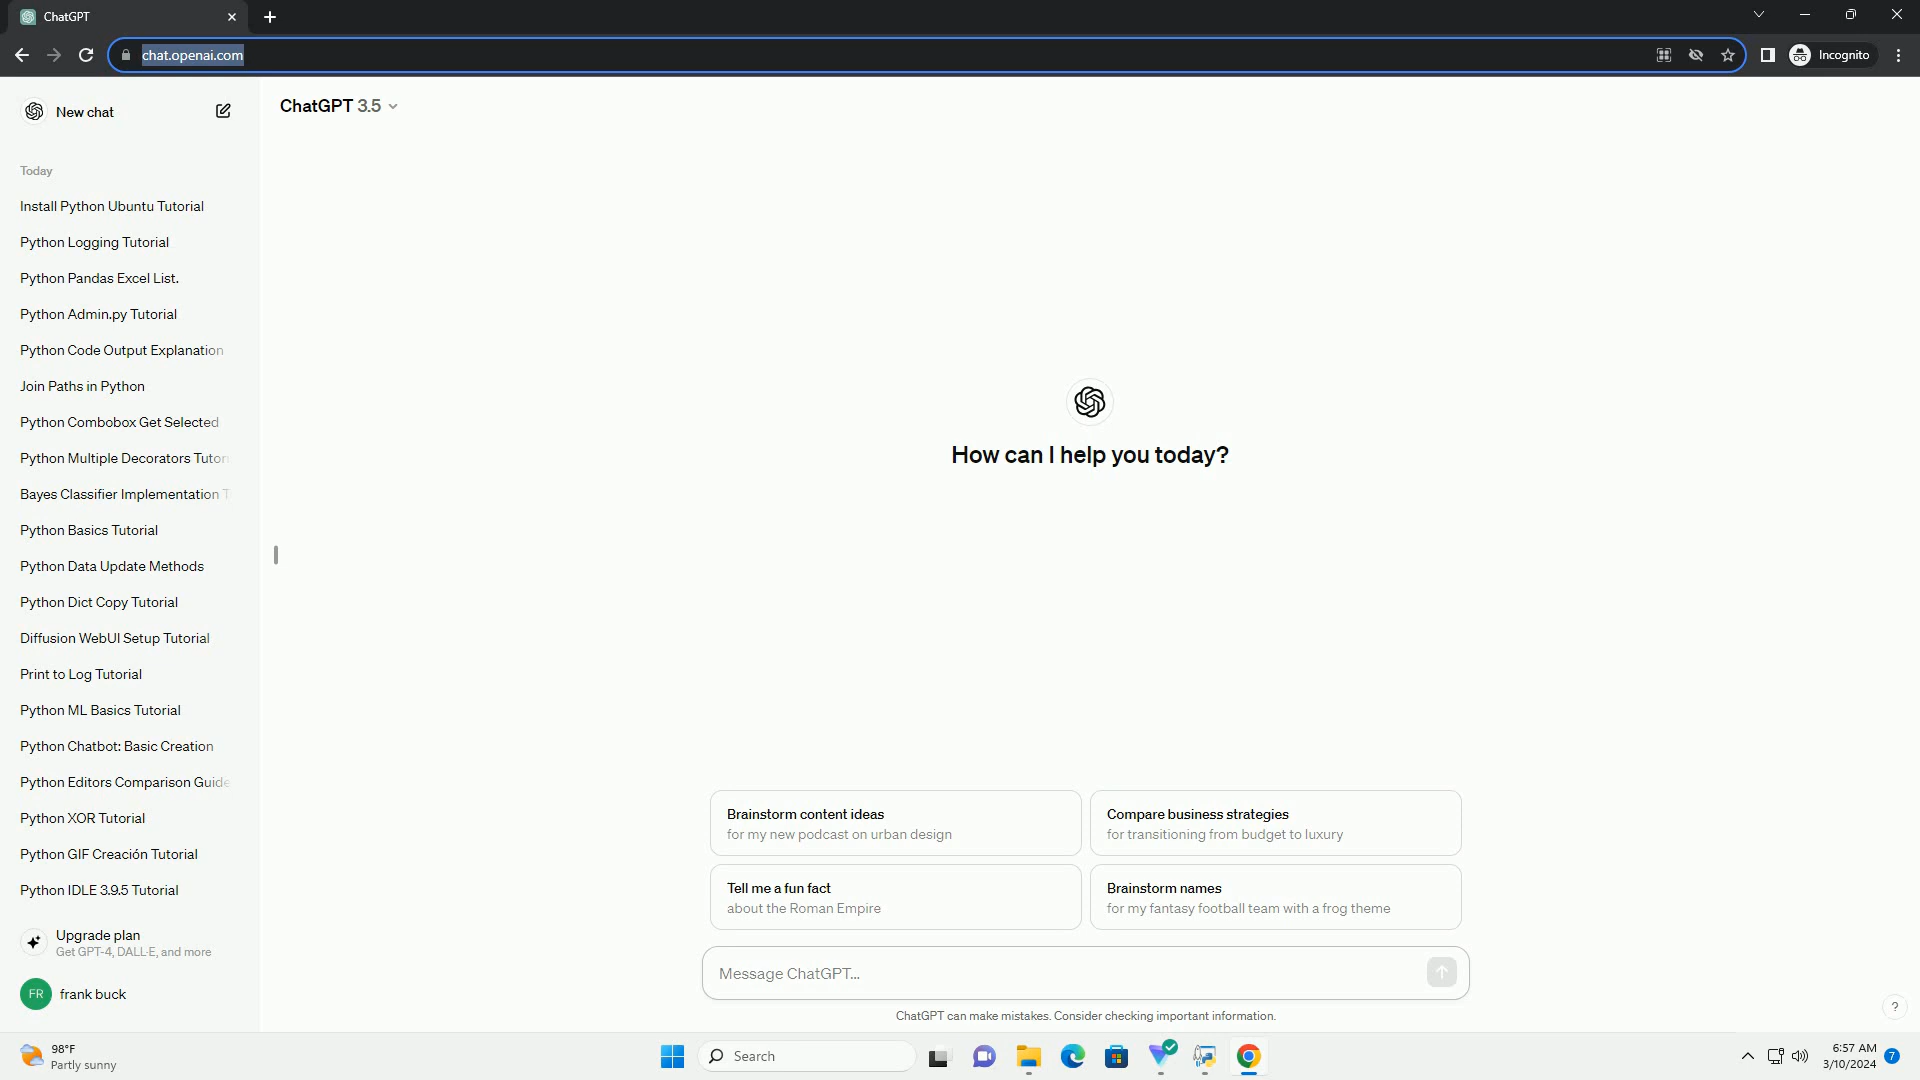 ChatGPT
chat.openai.com
Incognito
New chat
ChatGPT 3.5
Today
Install Python Ubuntu Tutorial
Python Logging Tutorial
Python Pandas Excel List.
Python Admin.py Tutorial
Python Code Output Explanation
Join Paths in Python
Python Combobox Get Selected
Python Multiple Decorators Tutor
Bayes Classifier Implementation T
Python Basics Tutorial
Python Data Update Methods
Python Dict Copy Tutorial
Diffusion WebUI Setup Tutorial
Print to Log Tutorial
Python ML Basics Tutorial
Python Chatbot: Basic Creation
Python Editors Comparison Guide
Python XOR Tutorial
Python GIF Creación Tutorial
Python IDLE 3.9.5 Tutorial
Upgrade plan
Get GPT-4, DALL·E, and more
FR frank buck
How can I help you today?
Brainstorm content ideas
for my new podcast on urban design
Compare business strategies
for transitioning from budget to luxury
Tell me a fun fact
about the Roman Empire
Brainstorm names
for my fantasy football team with a frog theme
Message ChatGPT...
ChatGPT can make mistakes. Consider checking important information.
?
98°F
Partly sunny
Search
6:57 AM
3/10/2024
7